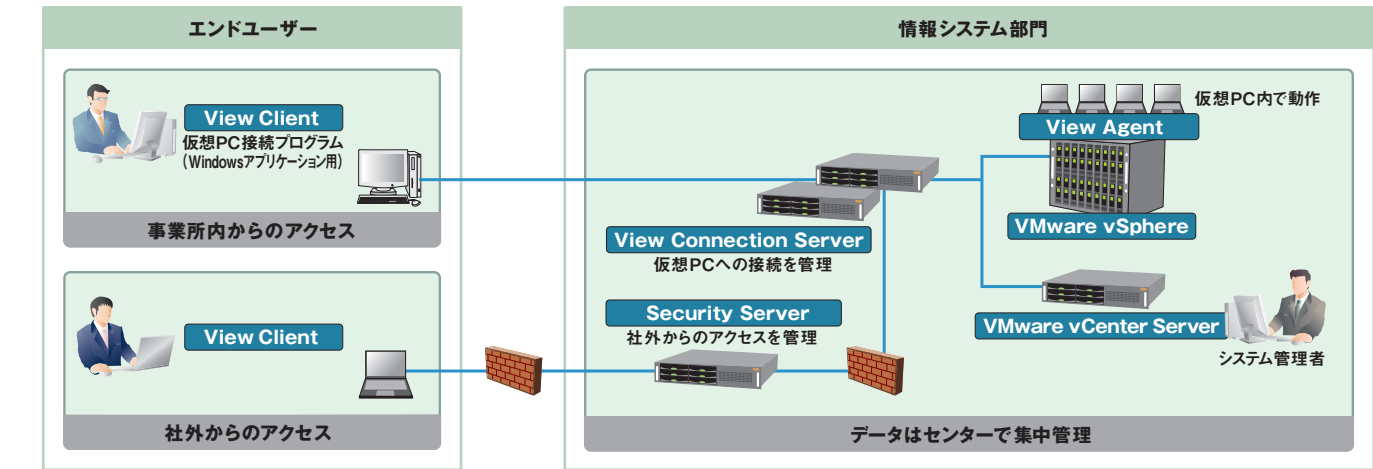 エンドユーザー
View Client
仮想PC接続プログラム
（Windowsアプリケーション用）
事業所内からのアクセス
View Client
社外からのアクセス
情報システム部門
仮想PC内で動作
View Agent
VMware vSphere
View Connection Server
仮想PCへの接続を管理
Security Server
社外からのアクセスを管理
VMware vCenter Server
システム管理者
データはセンターで集中管理